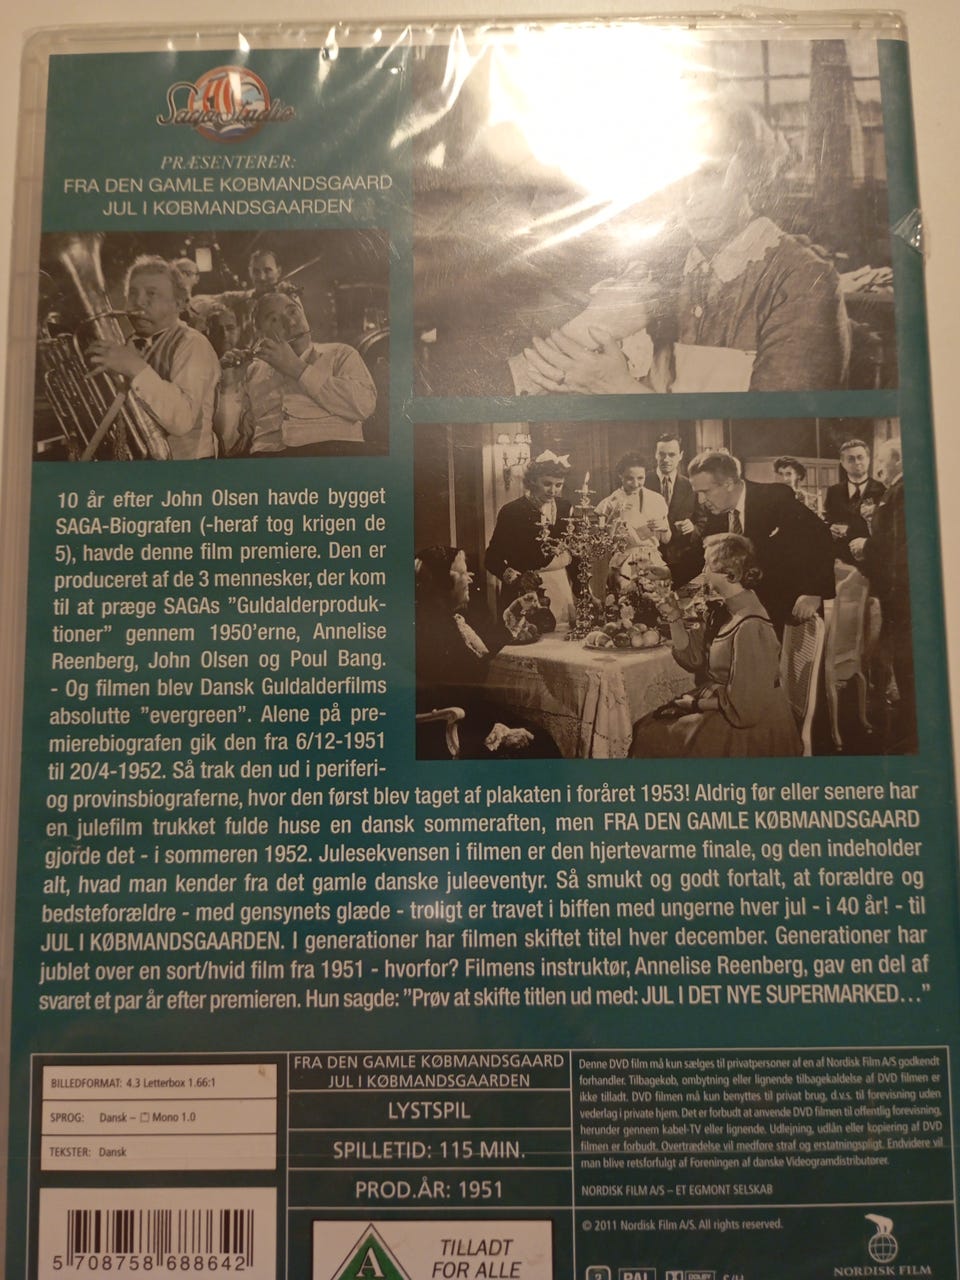 Saga Studio
PRÆSENTERER:
FRA DEN GAMLE KØBMANDSGAARD
JUL I KØBMANDSGAARDEN
10 år efter John Olsen havde bygget
SAGA-Biografen (-heraf tog krigen de
5), havde denne film premiere. Den er
produceret af de 3 mennesker, der kom
til at præge SAGAs ”Guldalderproduk-
tioner” gennem 1950'erne, Annelise
Reenberg, John Olsen og Poul Bang.
- Og filmen blev Dansk Guldalderfilms
absolutte ”evergreen”. Alene på pre-
mierebiografen gik den fra 6/12-1951
til 20/4-1952. Så trak den ud i periferi-
og provinsbiograferne, hvor den først blev taget af plakaten i foråret 1953! Aldrig før eller senere har
en julefilm trukket fulde huse en dansk sommeraften, men FRA DEN GAMLE KØBMANDSGAARD
gjorde det - i sommeren 1952. Julesekvensen i filmen er den hjertevarme finale, og den indeholder
alt, hvad man kender fra det gamle danske juleeventyr. Så smukt og godt fortalt, at forældre og
bedsteforældre - med gensynets glæde - troligt er travet i biffen med ungerne hver jul - i 40 år! - til
JUL I KØBMANDSGAARDEN. I generationer har filmen skiftet titel hver december. Generationer har
jublet over en sort/hvid film fra 1951 - hvorfor? Filmens instruktør, Annelise Reenberg, gav en del af
svaret et par år efter premieren. Hun sagde: ”Prøv at skifte titlen ud med: JUL I DET NYE SUPERMARKED...”
BILLEDFORMAT: 4.3 Letterbox 1.66:1
SPROG: Dansk – Mono 1.0
TEKSTER: Dansk
5 708758 688642
FRA DEN GAMLE KØBMANDSGAARD
JUL I KØBMANDSGAARDEN
LYSTSPIL
SPILLETID: 115 MIN.
PROD.ÅR: 1951
A
TILLADT
FOR ALLE
Denne DVD film må kun sælges til privatpersoner af en af Nordisk Film A/S godkendt
forhandler. Tilbagekøb, ombytning eller lignende tilbagekaldelse af DVD filmen er
ikke tilladt. DVD filmen må kun benyttes til privat brug, d.v.s. til forevisning uden
vederlag i private hjem. Det er forbudt at anvende DVD filmen til offentlig forevisning,
herunder gennem kabel-TV eller lignende. Udlejning, udlån eller kopiering af DVD
filmen er forbudt. Overtrædelse vil medføre straf og erstatningspligt. Endvidere vil
man blive retsforfulgt af Foreningen af danske Videogramdistributører.
NORDISK FILM A/S – ET EGMONT SELSKAB
© 2011 Nordisk Film A/S. All rights reserved.
NORDISK FILM
2 PAL DOLBY S/H